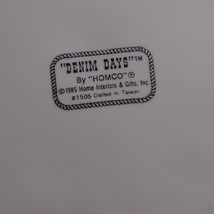 "DENIM DAYS"™
By "HOMCO"®
©1985 Home Interiors & Gifts, Inc.
#1505 Crafted in Taiwan